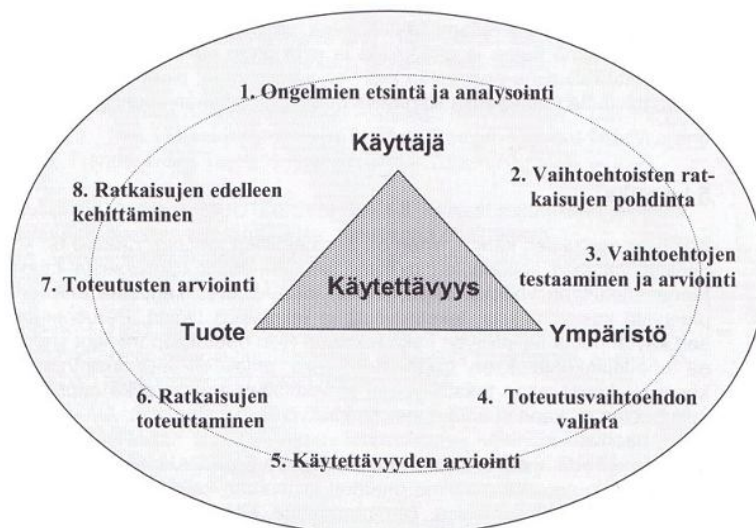 1. Ongelmien etsintä ja analysointi
Käyttäjä
2. Vaihtoehtoisten rat-
kaisujen pohdinta
8. Ratkaisujen edelleen
kehittäminen
3. Vaihtoehtojen
testaaminen ja arviointi
7. Toteutusten arviointi
Käytettävyys
Tuote
Ympäristö
6. Ratkaisujen
toteuttaminen
4. Toteutusvaihtoehdon
valinta
5. Käytettävyyden arviointi